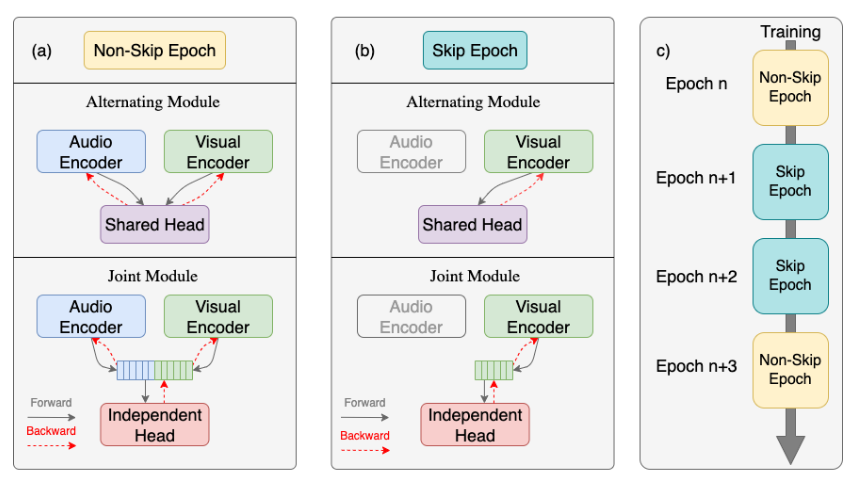 (a)
Non-Skip Epoch
Alternating Module
Audio
Encoder
Visual
Encoder
Shared Head
Joint Module
Audio
Encoder
Visual
Encoder
Forward
Backward
Independent
Head
(b)
Skip Epoch
Alternating Module
Audio
Encoder
Visual
Encoder
Shared Head
Joint Module
Audio
Encoder
Visual
Encoder
Forward
Backward
Independent
Head
c)
Training
Epoch n
Non-Skip
Epoch
Epoch n+1
Skip
Epoch
Epoch n+2
Skip
Epoch
Epoch n+3
Non-Skip
Epoch